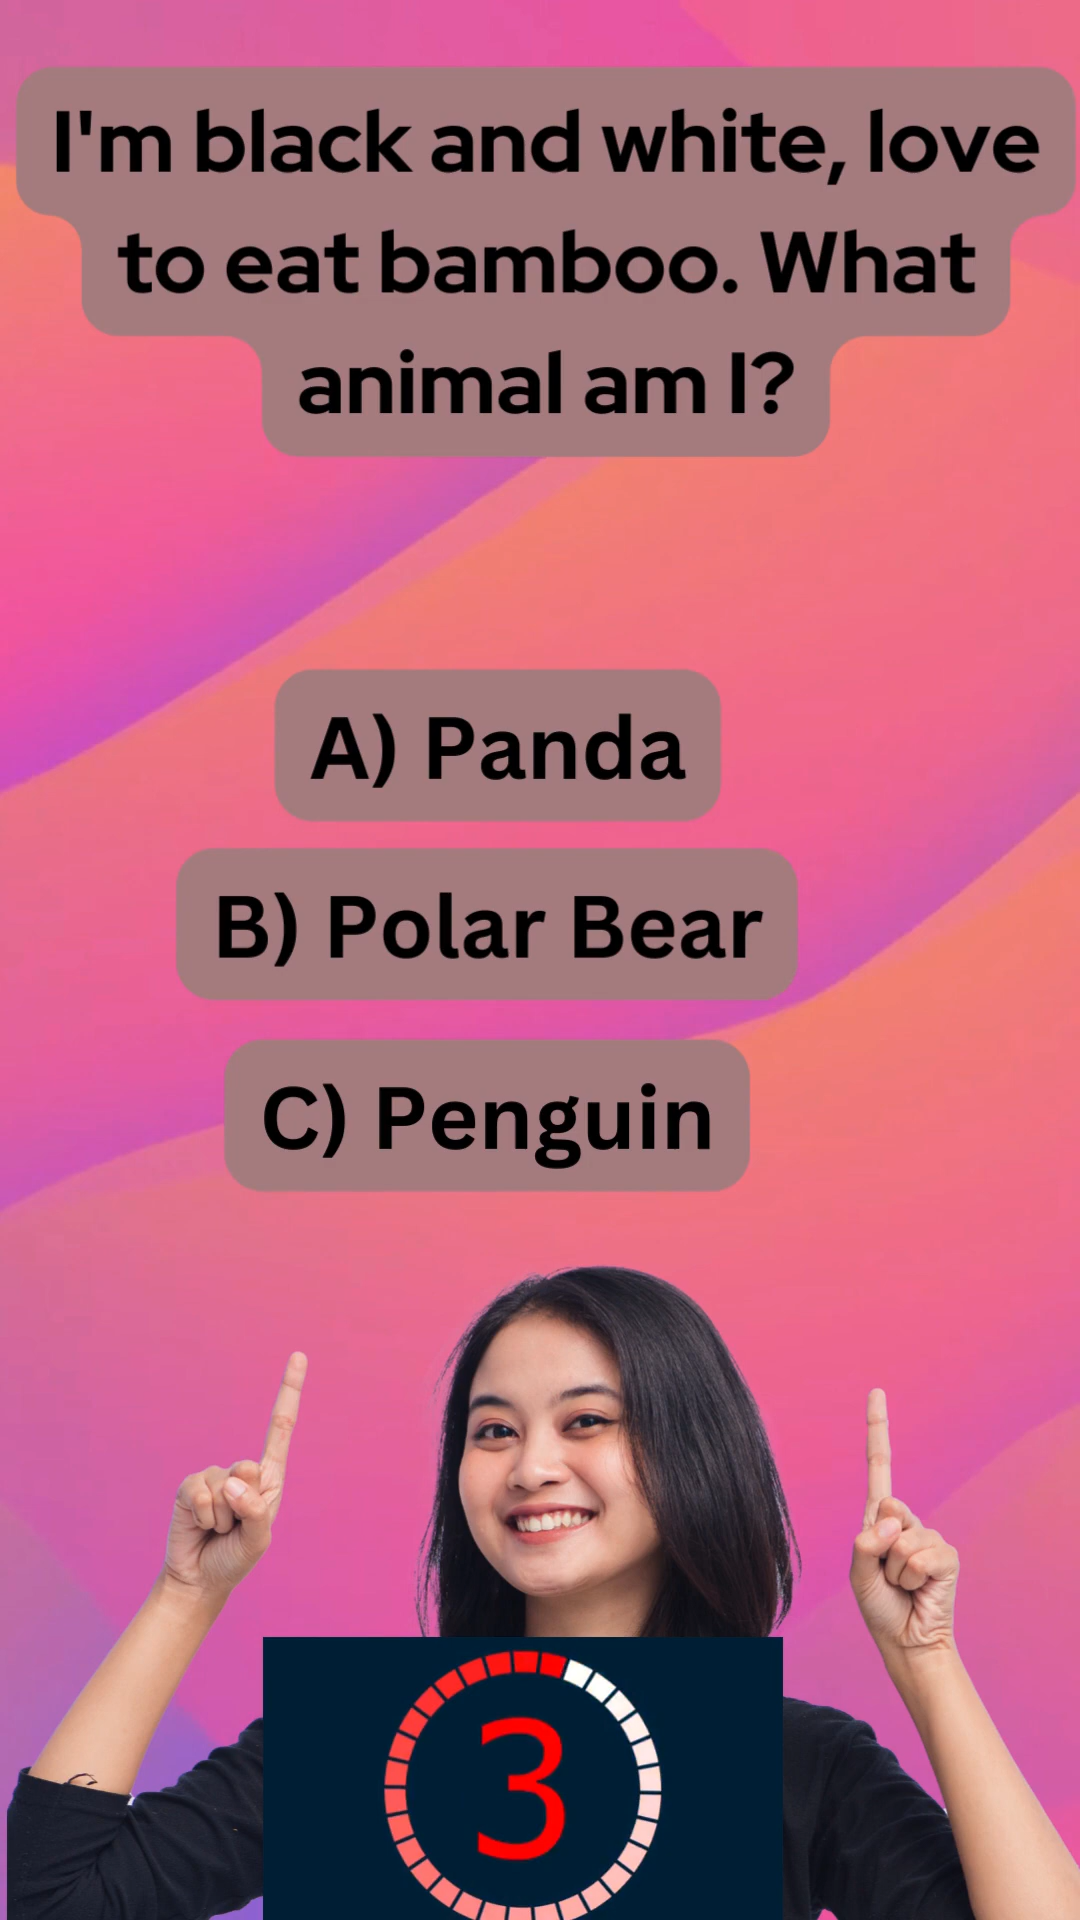 I'm black and white, love
to eat bamboo. What
animal am I?
A) Panda
B) Polar Bear
C) Penguin
3